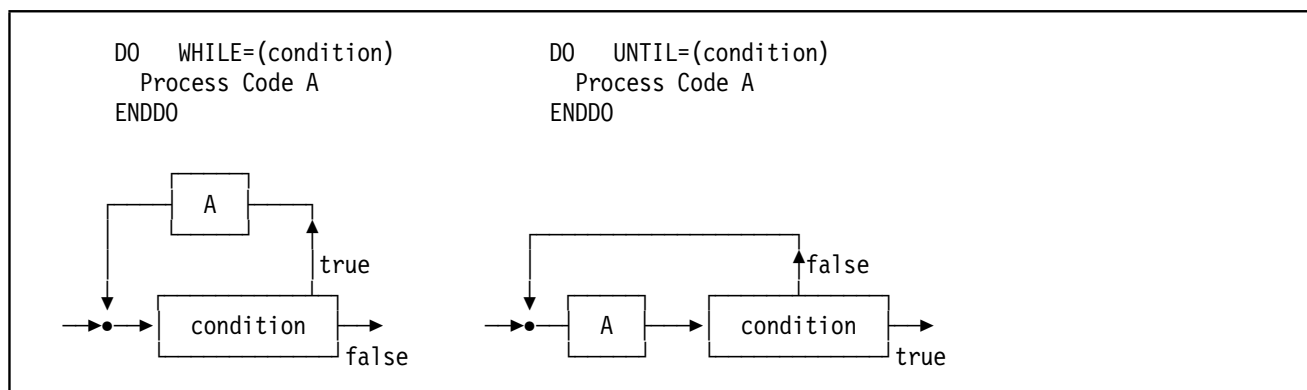 DO   WHILE=(condition)
  Process Code A
ENDDO
DO   UNTIL=(condition)
  Process Code A
ENDDO
A
true
condition
false
false
A
condition
true